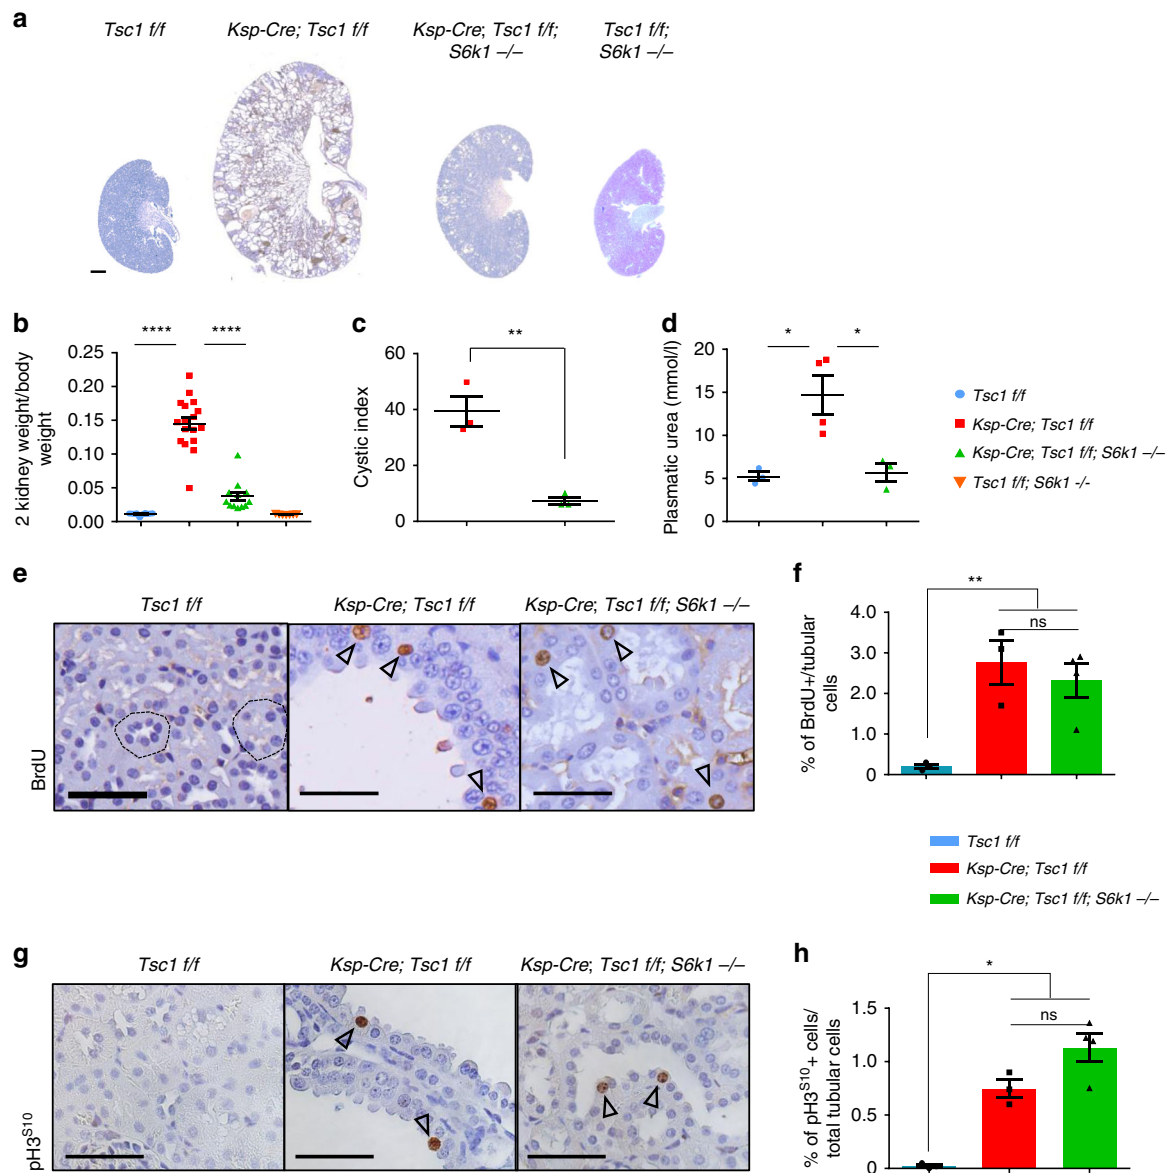 a
Tsc1 f/f
Ksp-Cre; Tsc1 f/f
Ksp-Cre; Tsc1 f/f;
S6k1 –/–
Tsc1 f/f;
S6k1 –/–
b
2 kidney weight/body
weight
0.25
0.20
0.15
0.10
0.05
0.00
****
****
c
Cystic index
60
40
20
0
**
d
Plasmatic urea (mmol/l)
20
15
10
5
0
*
*
Tsc1 f/f
Ksp-Cre; Tsc1 f/f
Ksp-Cre; Tsc1 f/f; S6k1 –/–
Tsc1 f/f; S6k1 -/-
e
Tsc1 f/f
Ksp-Cre; Tsc1 f/f
Ksp-Cre; Tsc1 f/f; S6k1 –/–
BrdU
f
% of BrdU+/tubular
cells
4.0
3.0
2.0
1.0
0
**
ns
Tsc1 f/f
Ksp-Cre; Tsc1 f/f
Ksp-Cre; Tsc1 f/f; S6k1 –/–
g
Tsc1 f/f
Ksp-Cre; Tsc1 f/f
Ksp-Cre; Tsc1 f/f; S6k1 –/–
pH3S10
h
% of pH3S10+ cells/
total tubular cells
1.5
1.0
0.5
0
*
ns